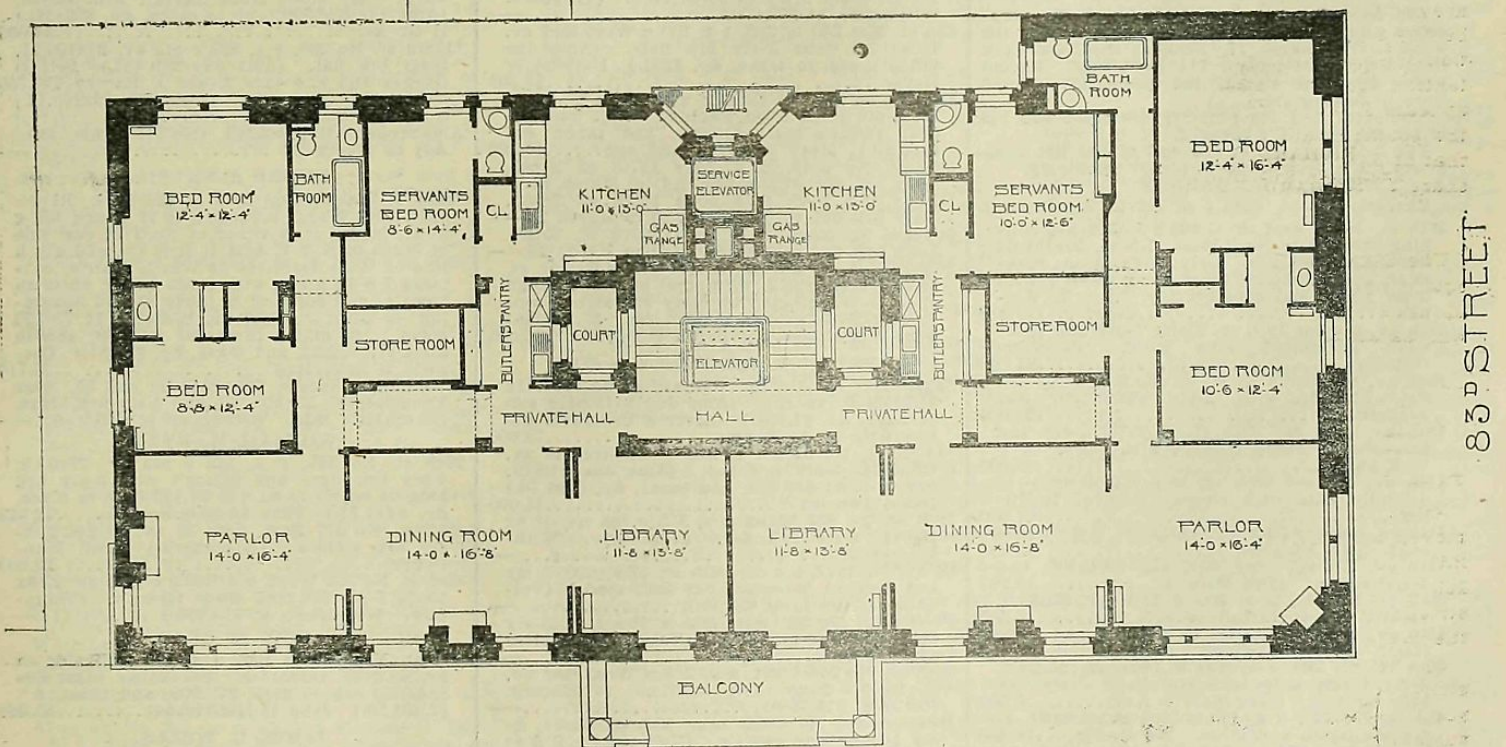 BATH
ROOM
BED ROOM
12'-4" × 16'-4"
BED ROOM
12'-4" × 12'-4"
BATH
ROOM
SERVANTS
BED ROOM
8'-6 × 14'-4"
CL
KITCHEN
11'-0 × 13'-0"
GAS
RANGE
SERVICE
ELEVATOR
GAS
RANGE
KITCHEN
11'-0 × 13'-0"
CL
SERVANTS
BED ROOM
10'-0" × 12'-6"
STORE ROOM
BUTLERS PANTRY
COURT
ELEVATOR
COURT
BUTLERS PANTRY
STORE ROOM
BED ROOM
8'-8 × 12'-4"
BED ROOM
10'-6 × 12'-4"
PRIVATE HALL
HALL
PRIVATE HALL
PARLOR
14'-0 × 16'-4"
DINING ROOM
14'-0 × 16'-8"
LIBRARY
11'-8 × 13'-8"
LIBRARY
11'-8 × 13'-8"
DINING ROOM
14'-0 × 16'-8"
PARLOR
14'-0 × 16'-4"
BALCONY
83D STREET